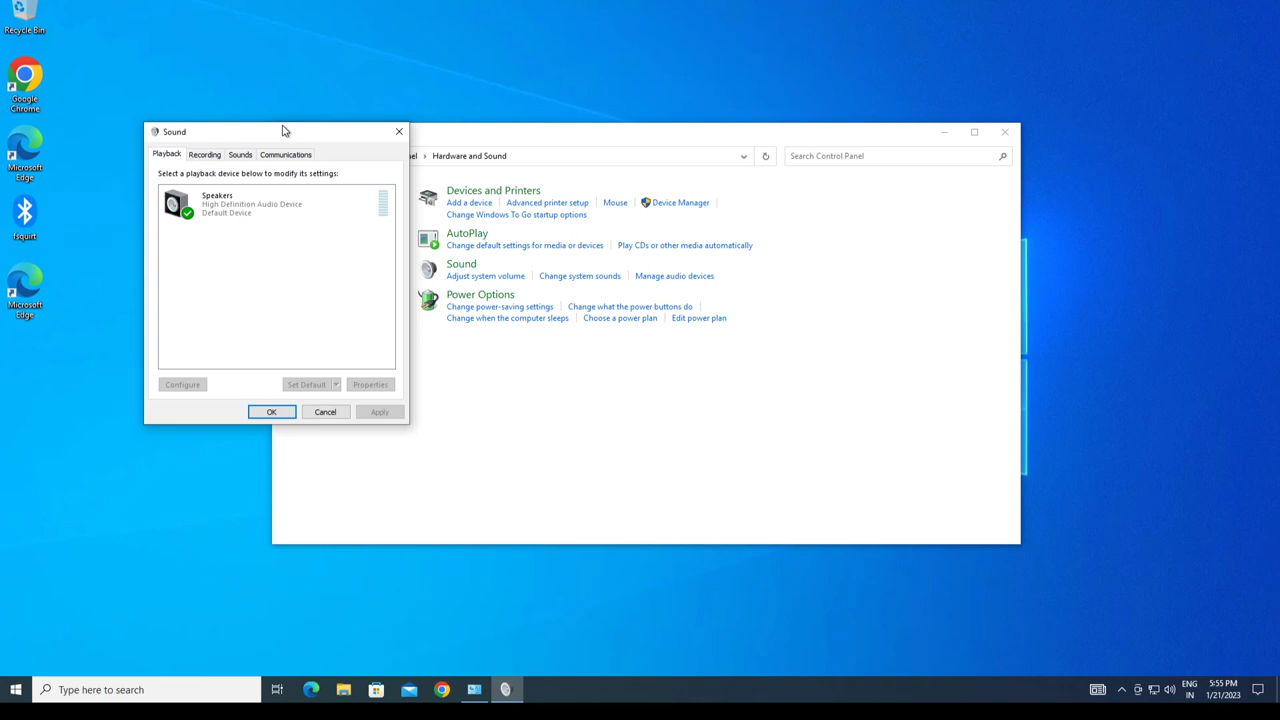 Recycle Bin
Google
Chrome
Microsoft
Edge
fsquirt
Microsoft
Edge
Sound
Playback
Recording
Sounds
Communications
Select a playback device below to modify its settings:
Speakers
High Definition Audio Device
Default Device
Configure
Set Default
Properties
OK
Cancel
Apply
Hardware and Sound
Search Control Panel
Devices and Printers
Add a device
Advanced printer setup
Mouse
Device Manager
Change Windows To Go startup options
AutoPlay
Change default settings for media or devices
Play CDs or other media automatically
Sound
Adjust system volume
Change system sounds
Manage audio devices
Power Options
Change power-saving settings
Change what the power buttons do
Change when the computer sleeps
Choose a power plan
Edit power plan
Type here to search
ENG
IN
5:55 PM
1/21/2023